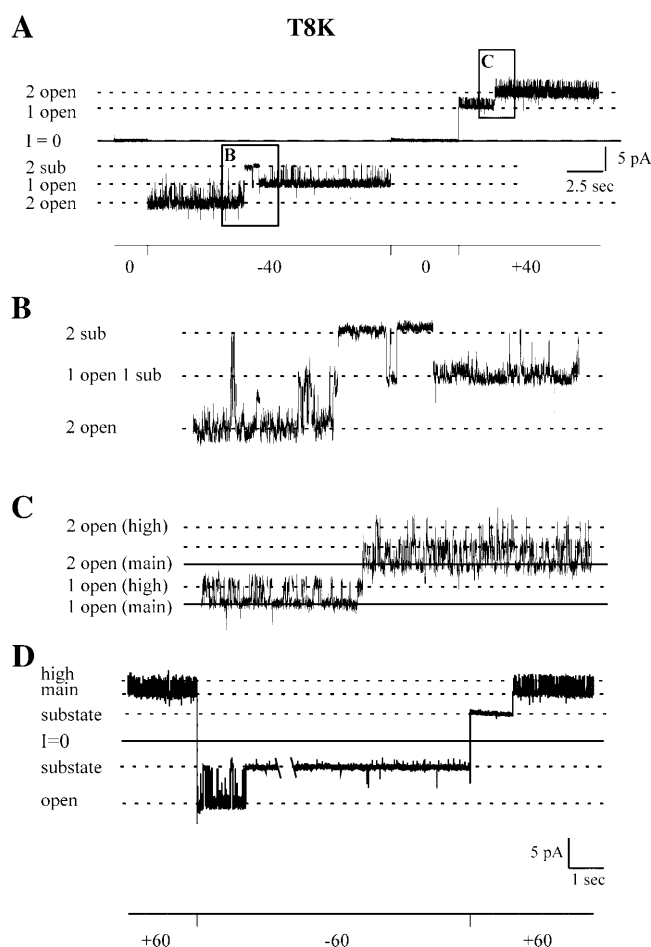 A
T8K
C
2 open
1 open
I = 0
B
2 sub
1 open
2 open
5 pA
2.5 sec
0 -40 0 +40
B
2 sub
1 open 1 sub
2 open
C
2 open (high)
2 open (main)
1 open (high)
1 open (main)
D
high
main
substate
I=0
substate
open
5 pA
1 sec
+60 -60 +60